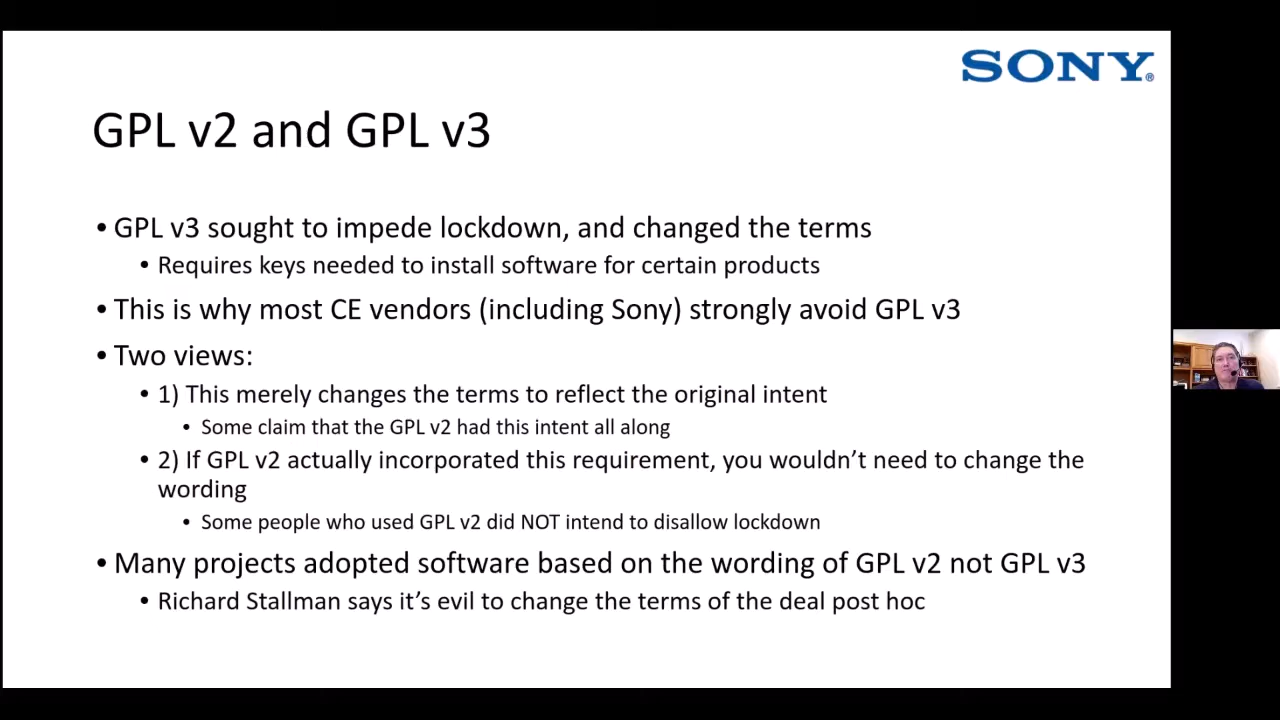 SONY®
GPL v2 and GPL v3
• GPL v3 sought to impede lockdown, and changed the terms
• Requires keys needed to install software for certain products
• This is why most CE vendors (including Sony) strongly avoid GPL v3
• Two views:
• 1) This merely changes the terms to reflect the original intent
• Some claim that the GPL v2 had this intent all along
• 2) If GPL v2 actually incorporated this requirement, you wouldn’t need to change the
wording
• Some people who used GPL v2 did NOT intend to disallow lockdown
• Many projects adopted software based on the wording of GPL v2 not GPL v3
• Richard Stallman says it’s evil to change the terms of the deal post hoc